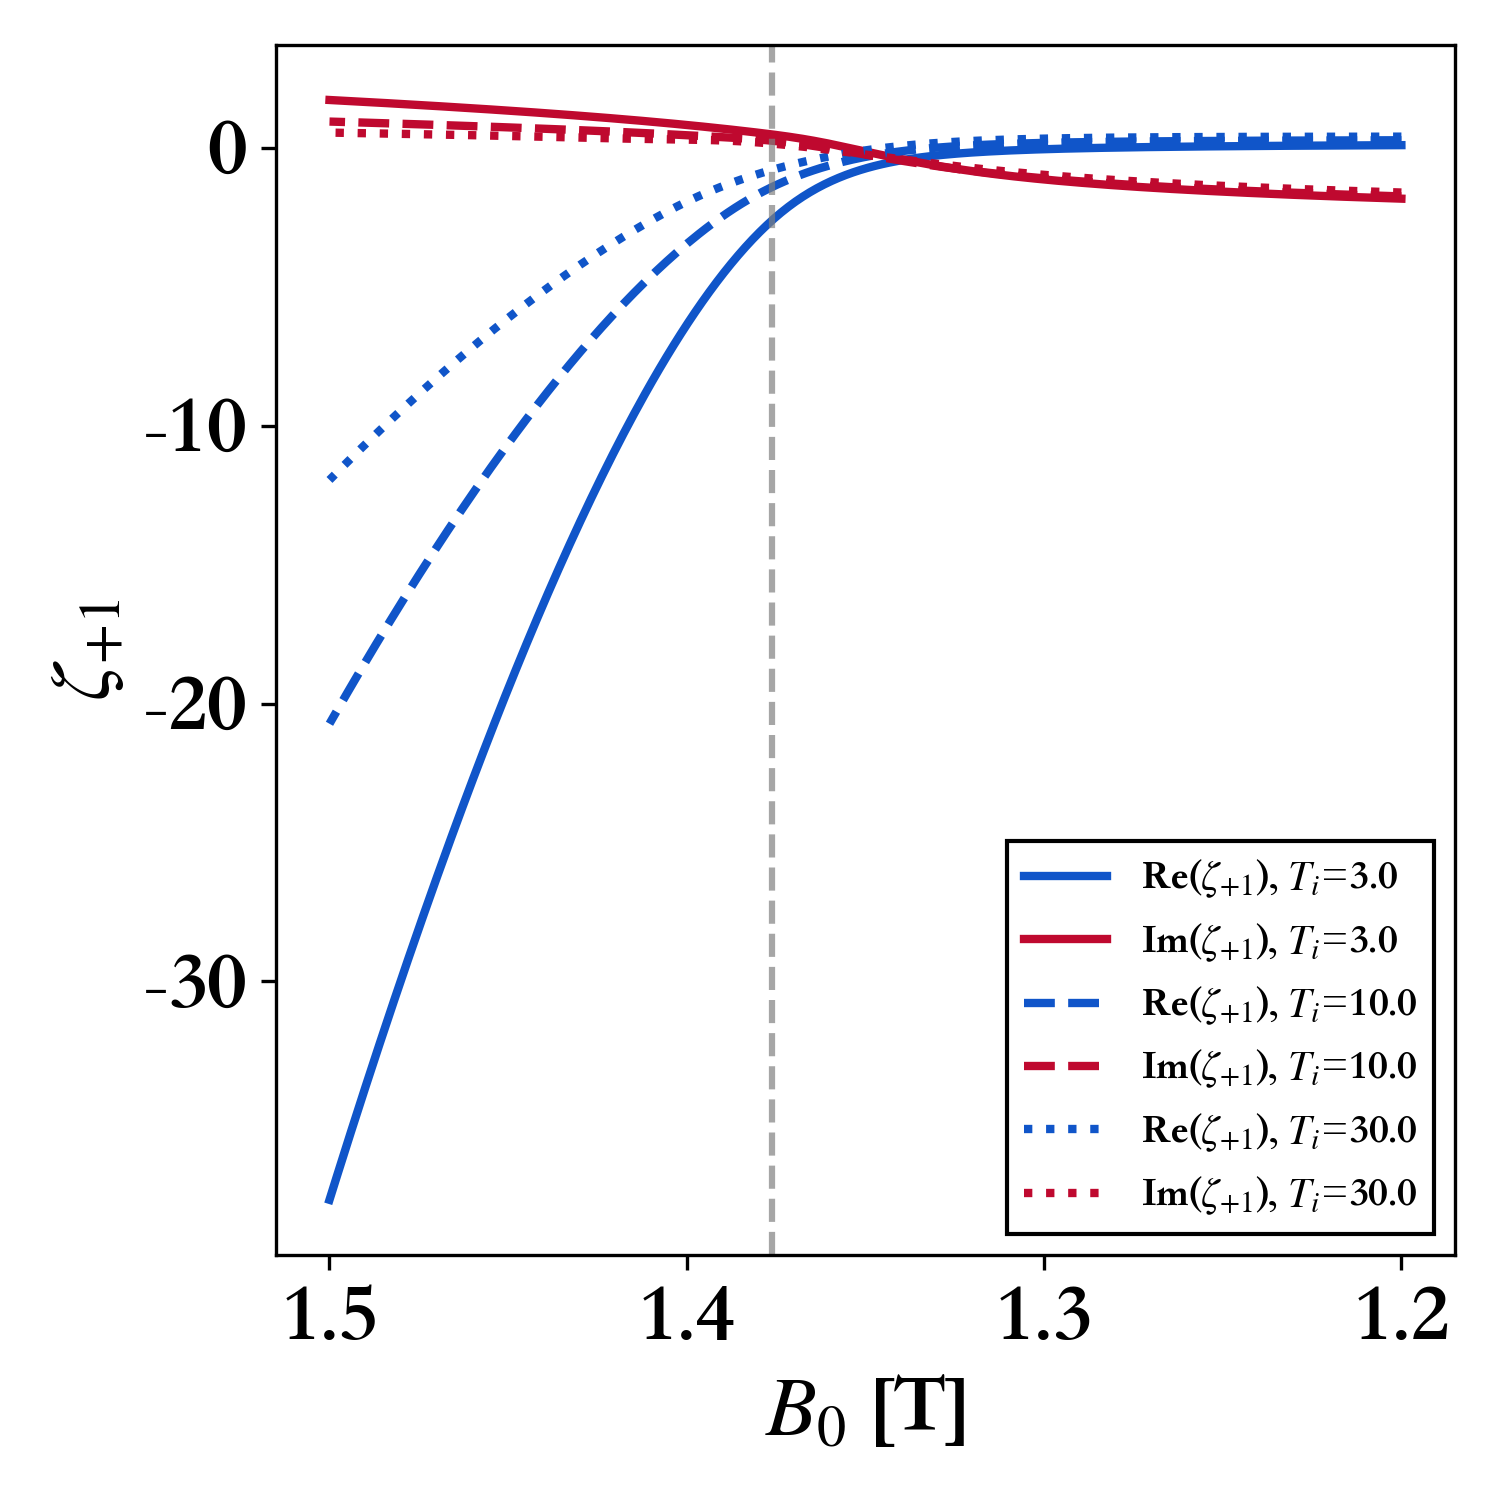 0
-10
-20
-30
ζ+1
1.5 1.4 1.3 1.2
B0 [T]
Re(ζ+1), Ti=3.0
Im(ζ+1), Ti=3.0
Re(ζ+1), Ti=10.0
Im(ζ+1), Ti=10.0
Re(ζ+1), Ti=30.0
Im(ζ+1), Ti=30.0